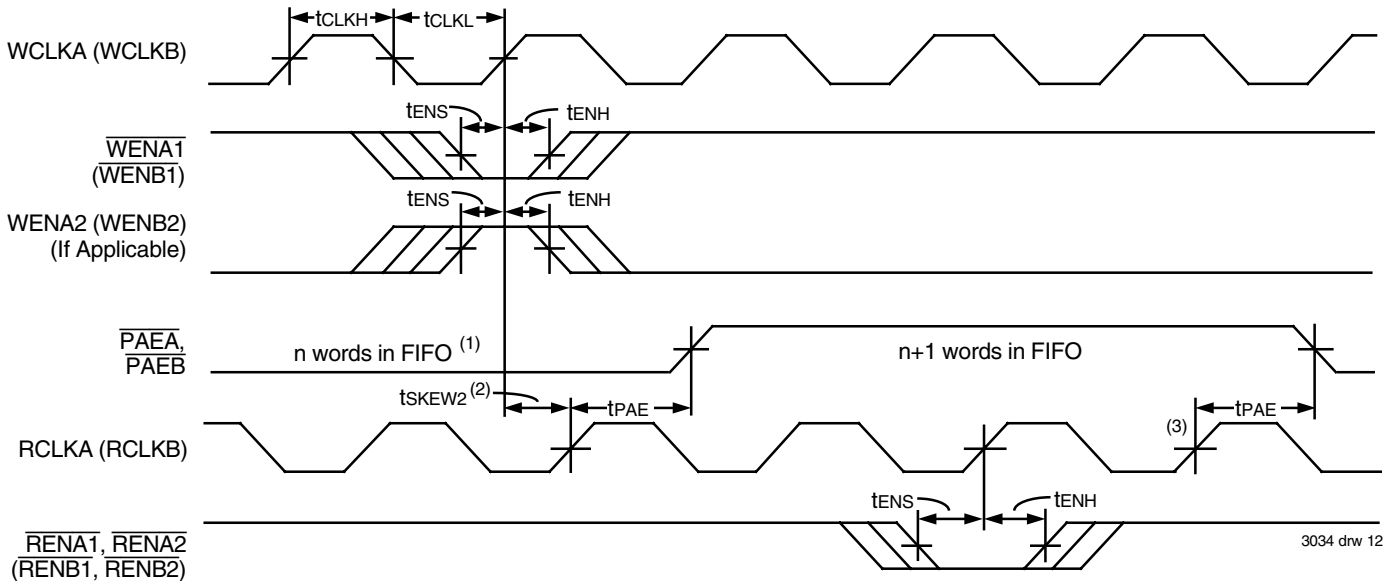 tCLKH tCLKL
WCLKA (WCLKB)
tENS tENH
WENA1
(WENB1)
tENS tENH
WENA2 (WENB2)
(If Applicable)
PAEA,
PAEB
n words in FIFO (1)
n+1 words in FIFO
tSKEW2 (2) tPAE tPAE
RCLKA (RCLKB)
(3)
tENS tENH
RENA1, RENA2
(RENB1, RENB2)
3034 drw 12